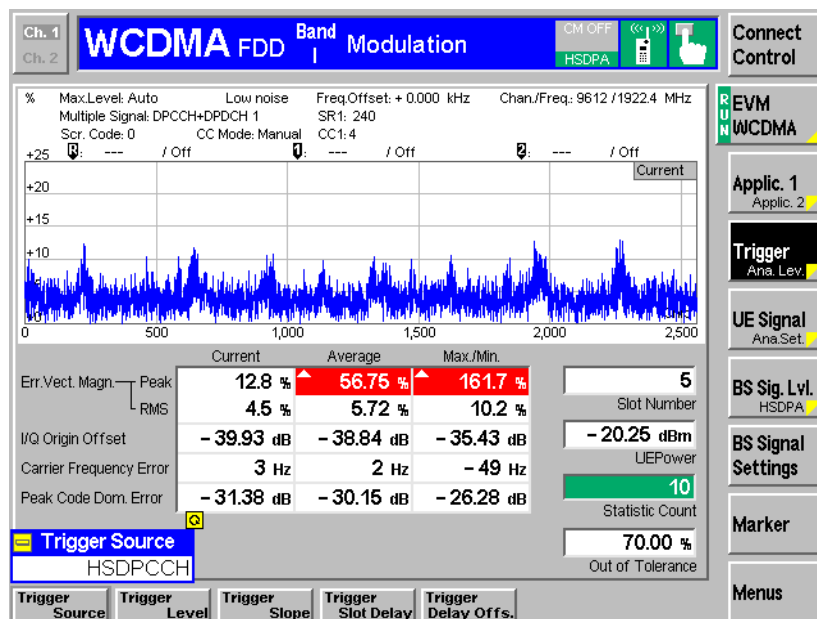 Ch. 1
Ch. 2
WCDMA FDD Band I Modulation
CM OFF
HSDPA
Connect Control
% Max.Level: Auto Low noise Freq.Offset: + 0.000 kHz Chan./Freq.: 9612 / 1922.4 MHz
Multiple Signal: DPCCH+DPDCH 1 SR1: 240
Scr. Code: 0 CC Mode: Manual CC1: 4
R: --- / Off 1: --- / Off 2: --- / Off
Current
+25
+20
+15
+10
0 500 1,000 1,500 2,000 2,500
Current Average Max./Min.
Err.Vect. Magn. Peak 12.8 % 56.75 % 161.7 %
RMS 4.5 % 5.72 % 10.2 %
I/Q Origin Offset – 39.93 dB – 38.84 dB – 35.43 dB
Carrier Frequency Error 3 Hz 2 Hz – 49 Hz
Peak Code Dom. Error – 31.38 dB – 30.15 dB – 26.28 dB
5
Slot Number
– 20.25 dBm
UEPower
10
Statistic Count
70.00 %
Out of Tolerance
Trigger Source
HSDPCCH
Trigger Source
Trigger Level
Trigger Slope
Trigger Slot Delay
Trigger Delay Offs.
RUN
EVM WCDMA
Applic. 1
Applic. 2
Trigger
Ana. Lev.
UE Signal
Ana.Set.
BS Sig. Lvl.
HSDPA
BS Signal Settings
Marker
Menus